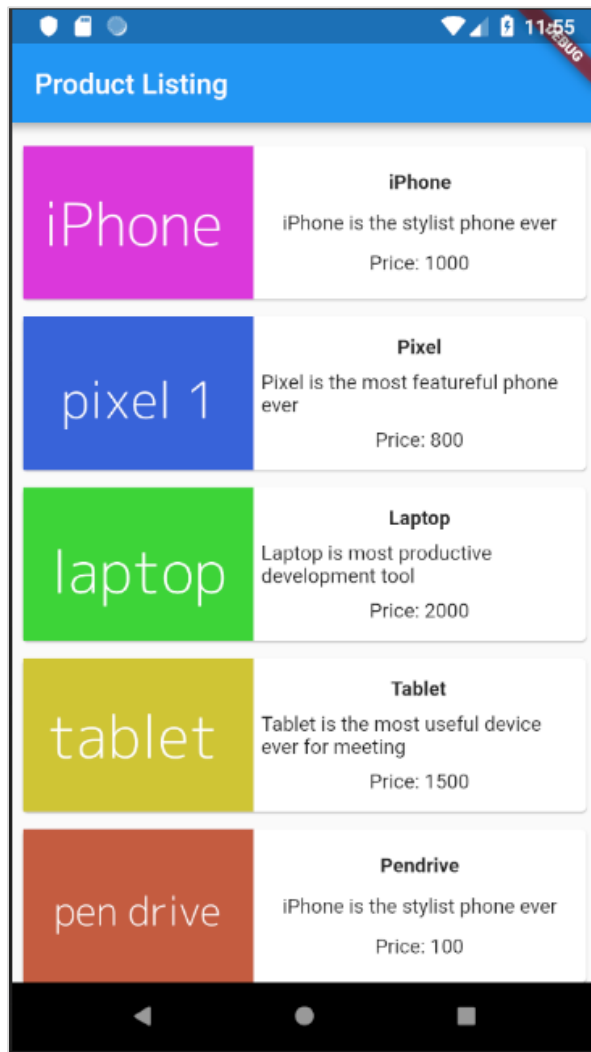 11:55
DEBUG
Product Listing
iPhone
iPhone
iPhone is the stylist phone ever
Price: 1000
pixel 1
Pixel
Pixel is the most featureful phone
ever
Price: 800
laptop
Laptop
Laptop is most productive
development tool
Price: 2000
tablet
Tablet
Tablet is the most useful device
ever for meeting
Price: 1500
pen drive
Pendrive
iPhone is the stylist phone ever
Price: 100